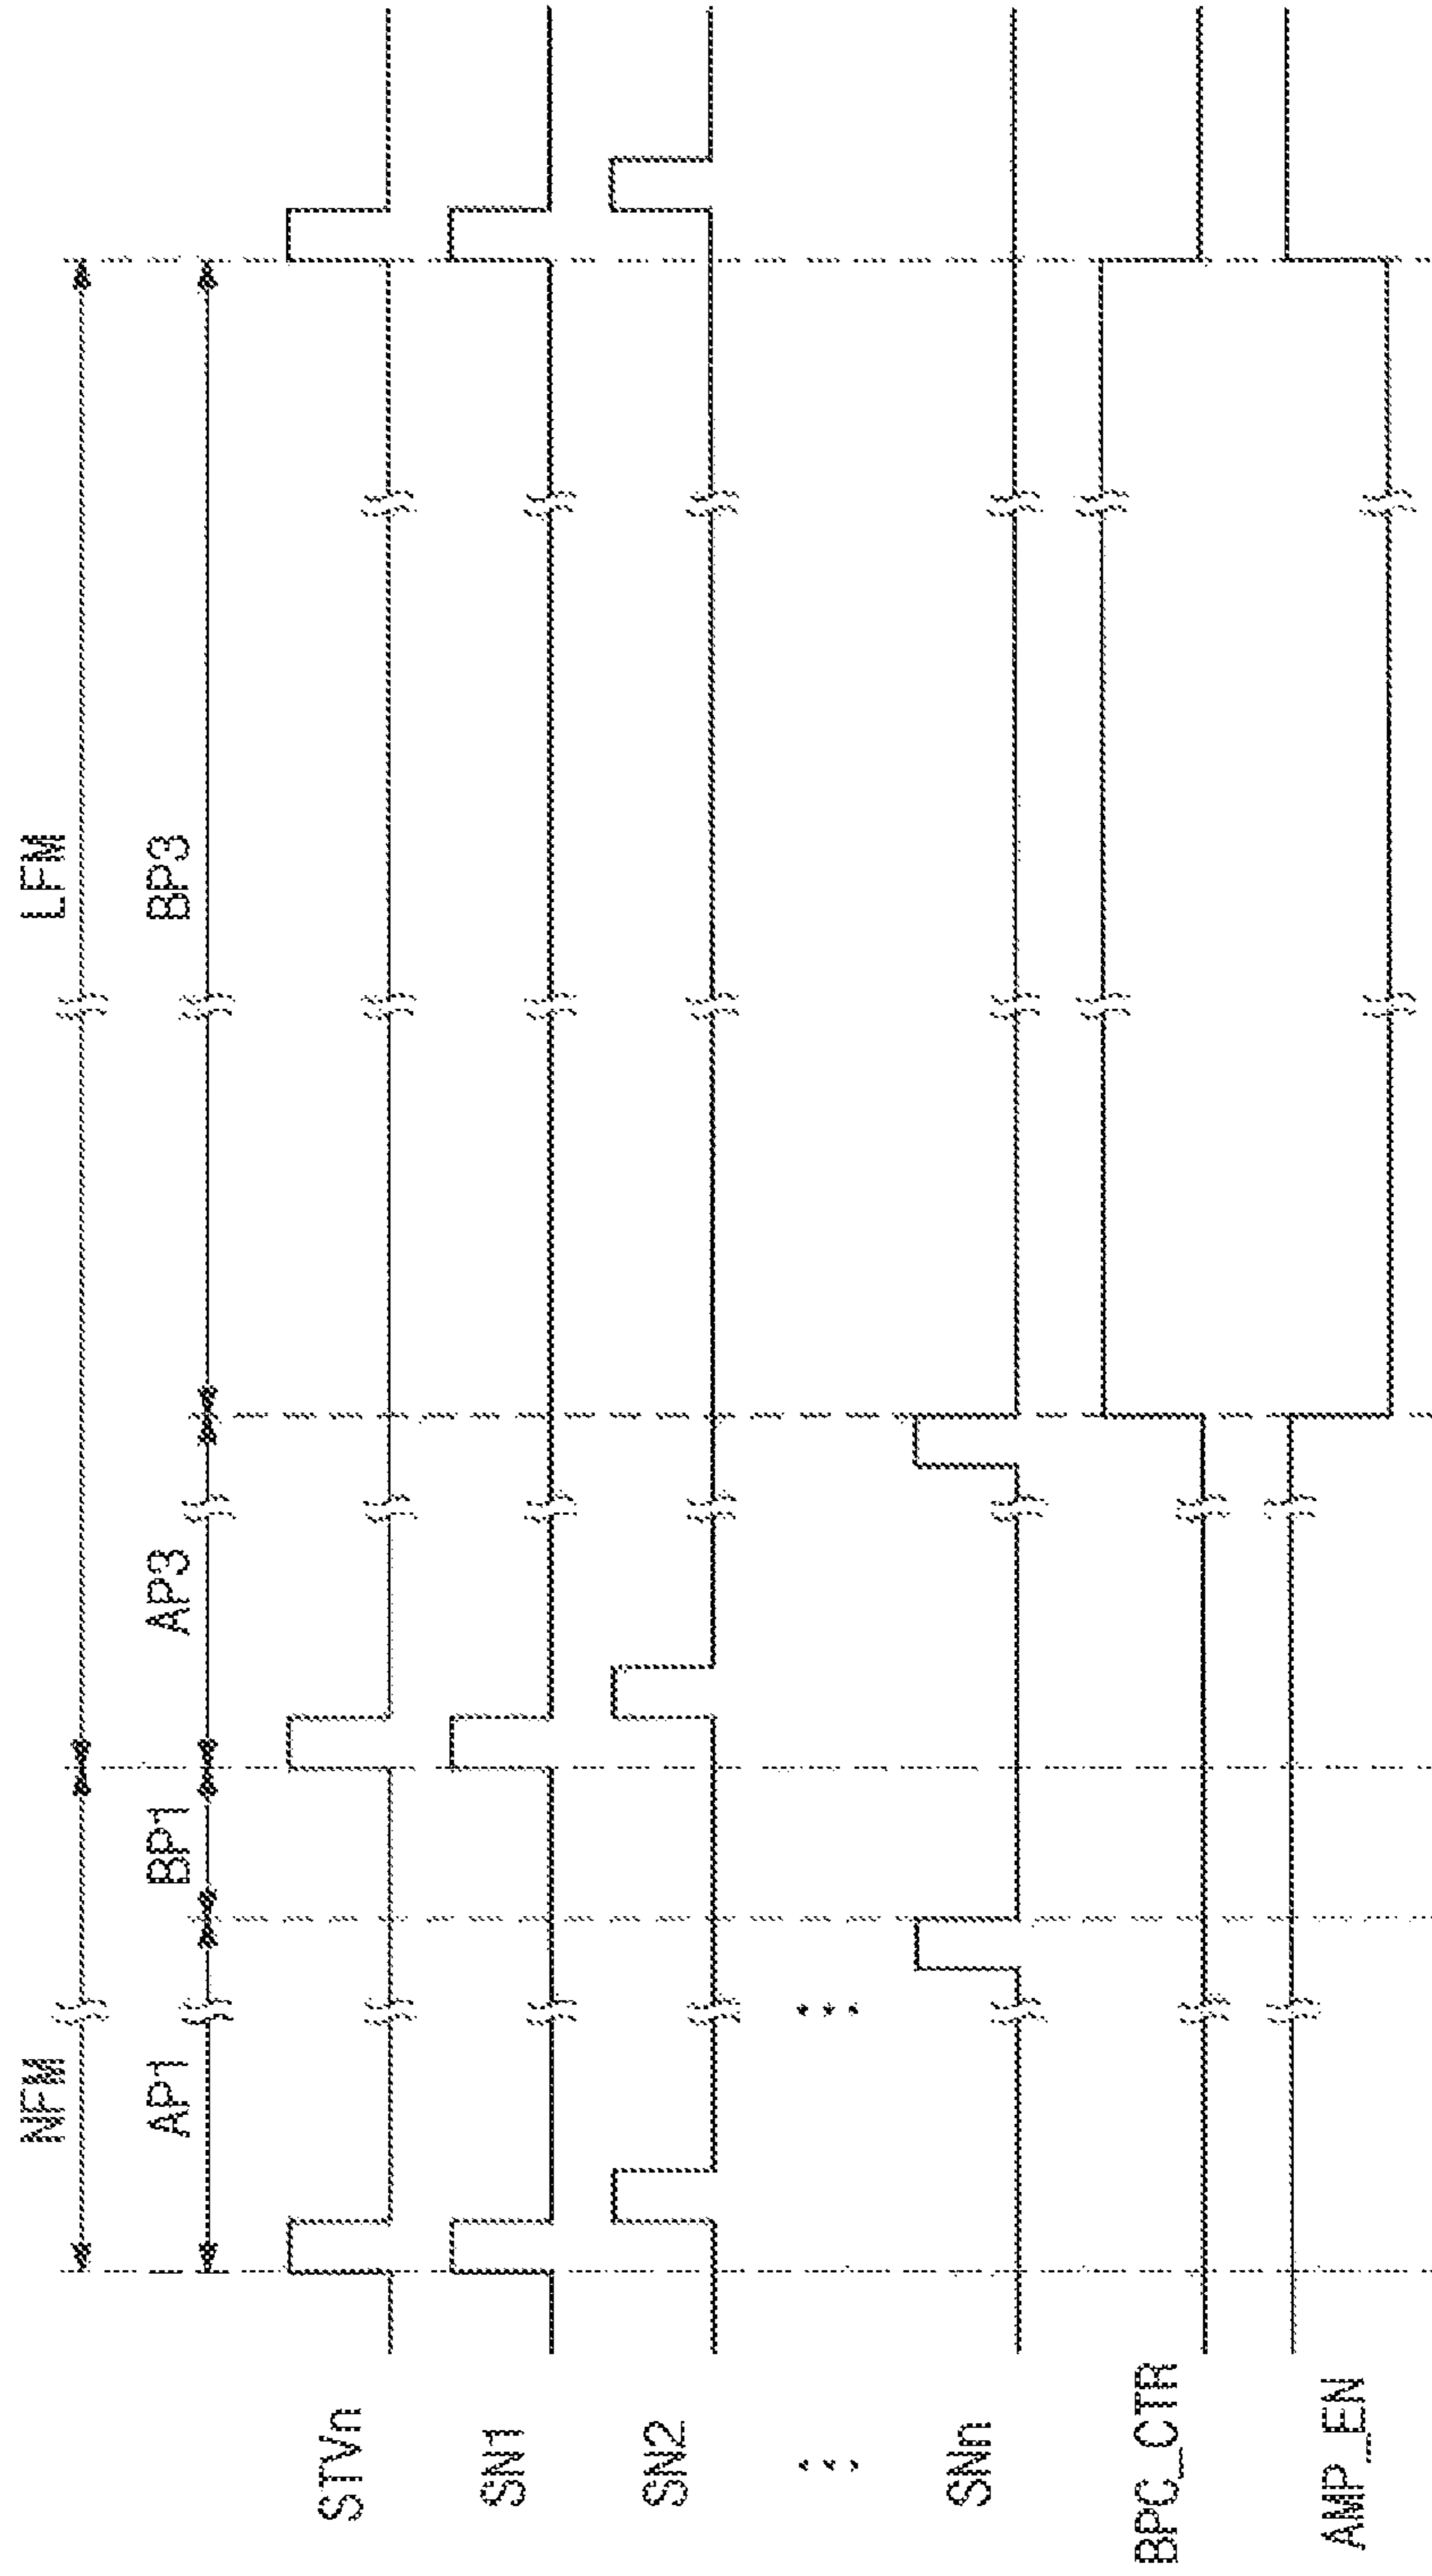 NFM LFM
AP1 BP1 AP3 BP3
STVn
SN1
SN2
SNn
BPC_CTR
AMP_EN